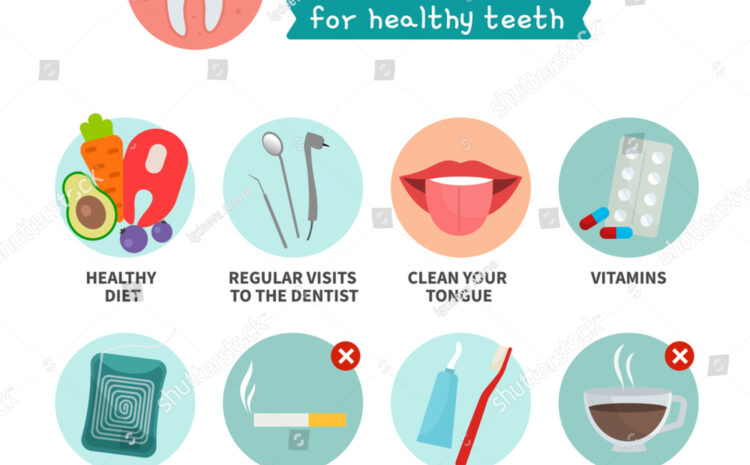 for healthy teeth
HEALTHY
DIET
REGULAR VISITS
TO THE DENTIST
CLEAN YOUR
TONGUE
VITAMINS
shutterstock